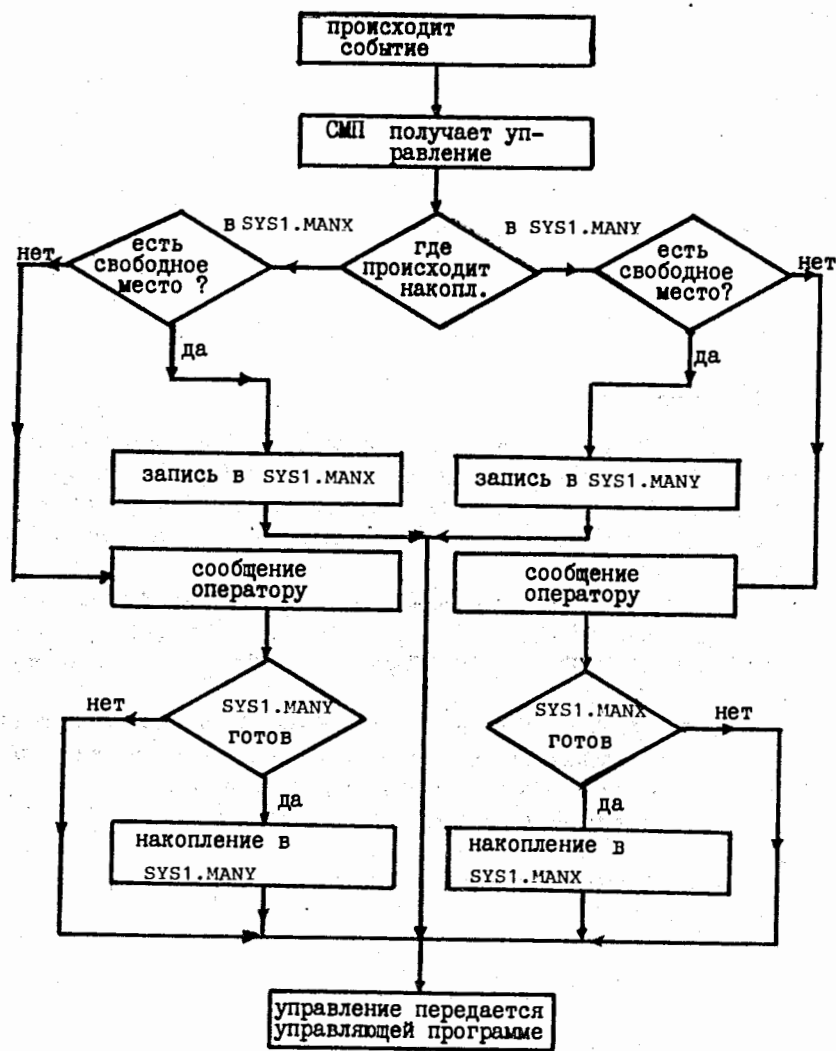 происходит
событие
СМП получает уп-
равление
в SYS1.MANX
в SYS1.MANY
нет
есть
свободное
место ?
где
происходит
накопл.
есть
свободное
место?
нет
да
да
запись в SYS1.MANX
запись в SYS1.MANY
сообщение
оператору
сообщение
оператору
нет
SYS1.MANY
готов
SYS1.MANX
готов
нет
да
да
накопление в
SYS1.MANY
накопление в
SYS1.MANX
управление передается
управляющей программе